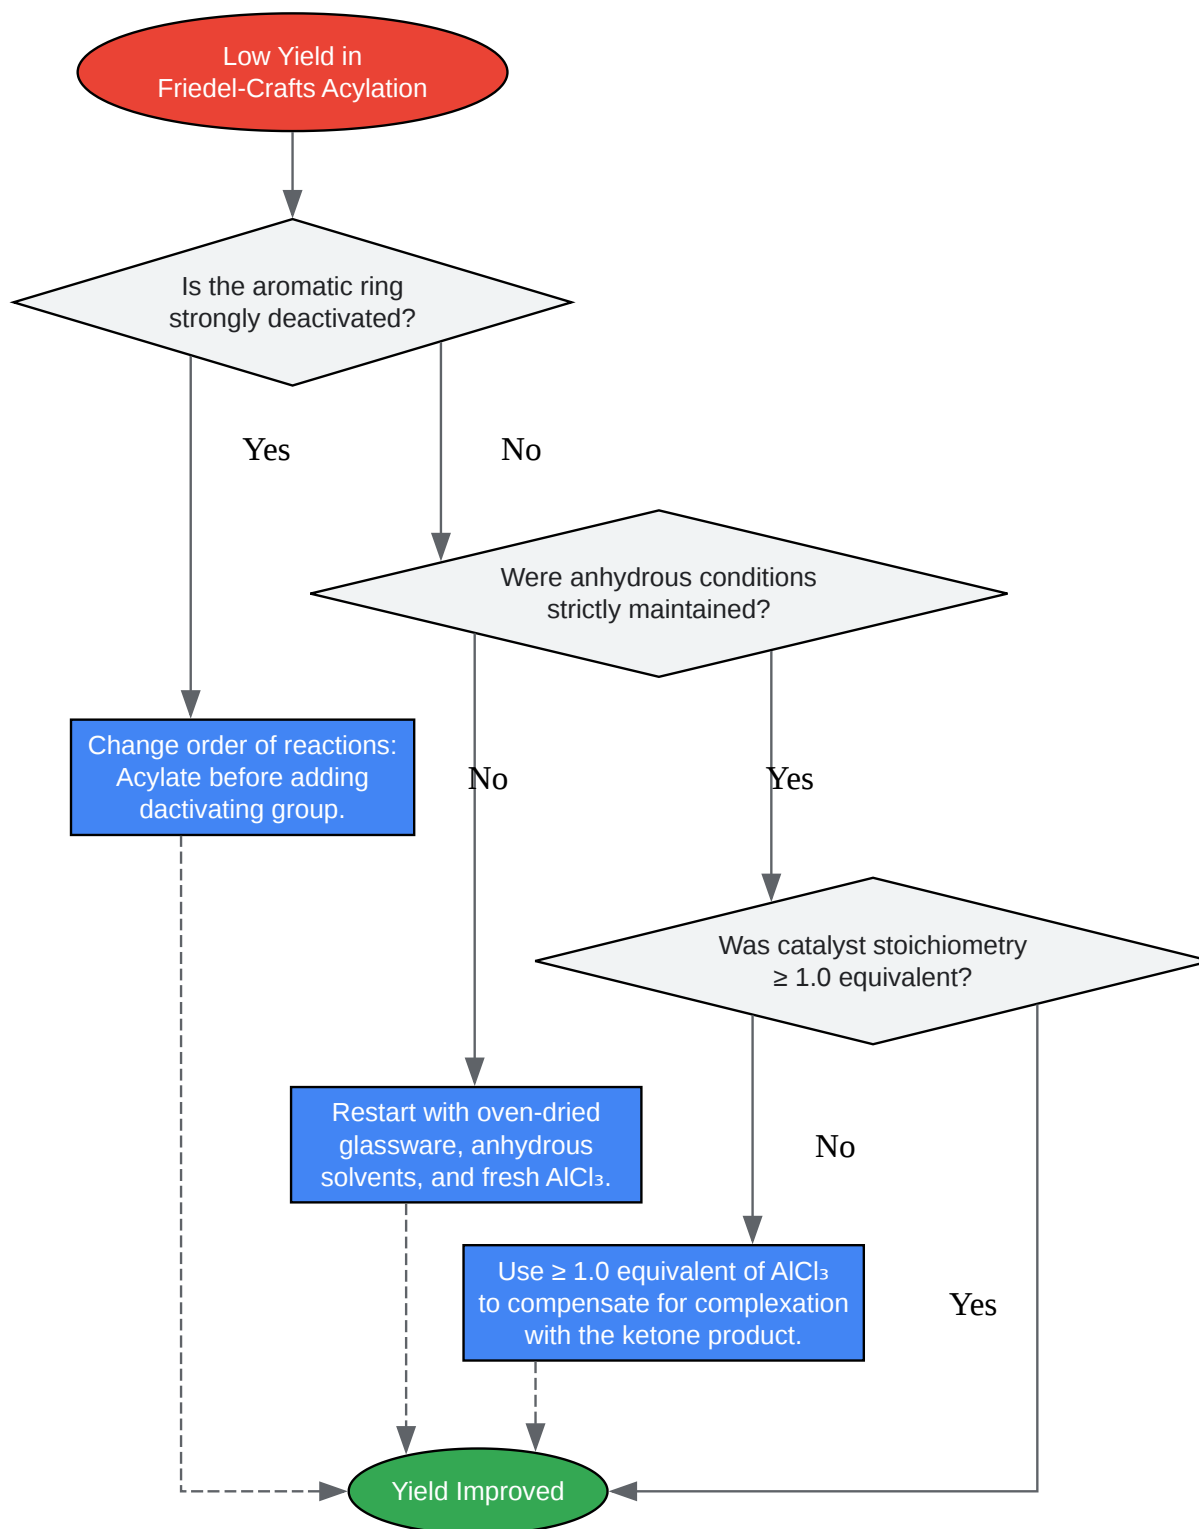 Low Yield in
Friedel-Crafts Acylation
Is the aromatic ring
strongly deactivated?
Yes
No
Were anhydrous conditions
strictly maintained?
Change order of reactions:
Acylate before adding
dactivating group.
No
Yes
Was catalyst stoichiometry
≥ 1.0 equivalent?
Restart with oven-dried
glassware, anhydrous
solvents, and fresh AlCl₃.
No
Use ≥ 1.0 equivalent of AlCl₃
to compensate for complexation
with the ketone product.
Yes
Yield Improved